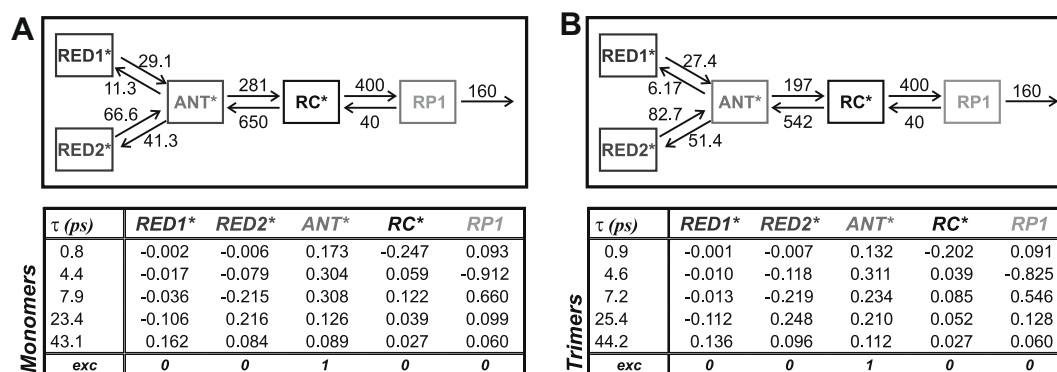 A
RED1*
29.1
11.3
ANT*
281
650
RC*
400
40
RP1
160
66.6
41.3
RED2*
B
RED1*
27.4
6.17
ANT*
197
542
RC*
400
40
RP1
160
82.7
51.4
RED2*
Monomers
τ (ps) RED1* RED2* ANT* RC* RP1
0.8 -0.002 -0.006 0.173 -0.247 0.093
4.4 -0.017 -0.079 0.304 0.059 -0.912
7.9 -0.036 -0.215 0.308 0.122 0.660
23.4 -0.106 0.216 0.126 0.039 0.099
43.1 0.162 0.084 0.089 0.027 0.060
exc 0 0 1 0 0
Trimers
τ (ps) RED1* RED2* ANT* RC* RP1
0.9 -0.001 -0.007 0.132 -0.202 0.091
4.6 -0.010 -0.118 0.311 0.039 -0.825
7.2 -0.013 -0.219 0.234 0.085 0.546
25.4 -0.112 0.248 0.210 0.052 0.128
44.2 0.136 0.096 0.112 0.027 0.060
exc 0 0 1 0 0